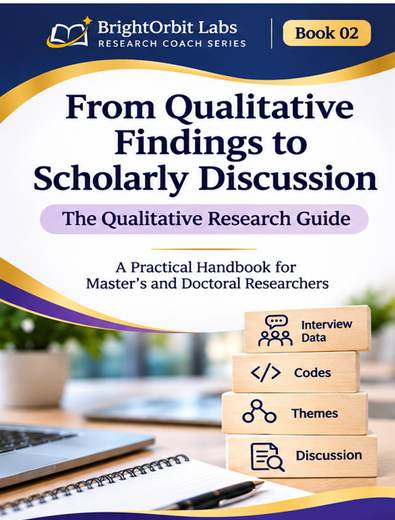 BrightOrbit Labs
RESEARCH COACH SERIES
Book 02
From Qualitative
Findings to
Scholarly Discussion
The Qualitative Research Guide
A Practical Handbook for
Master's and Doctoral Researchers
Interview
Data
</> Codes
Themes
Discussion